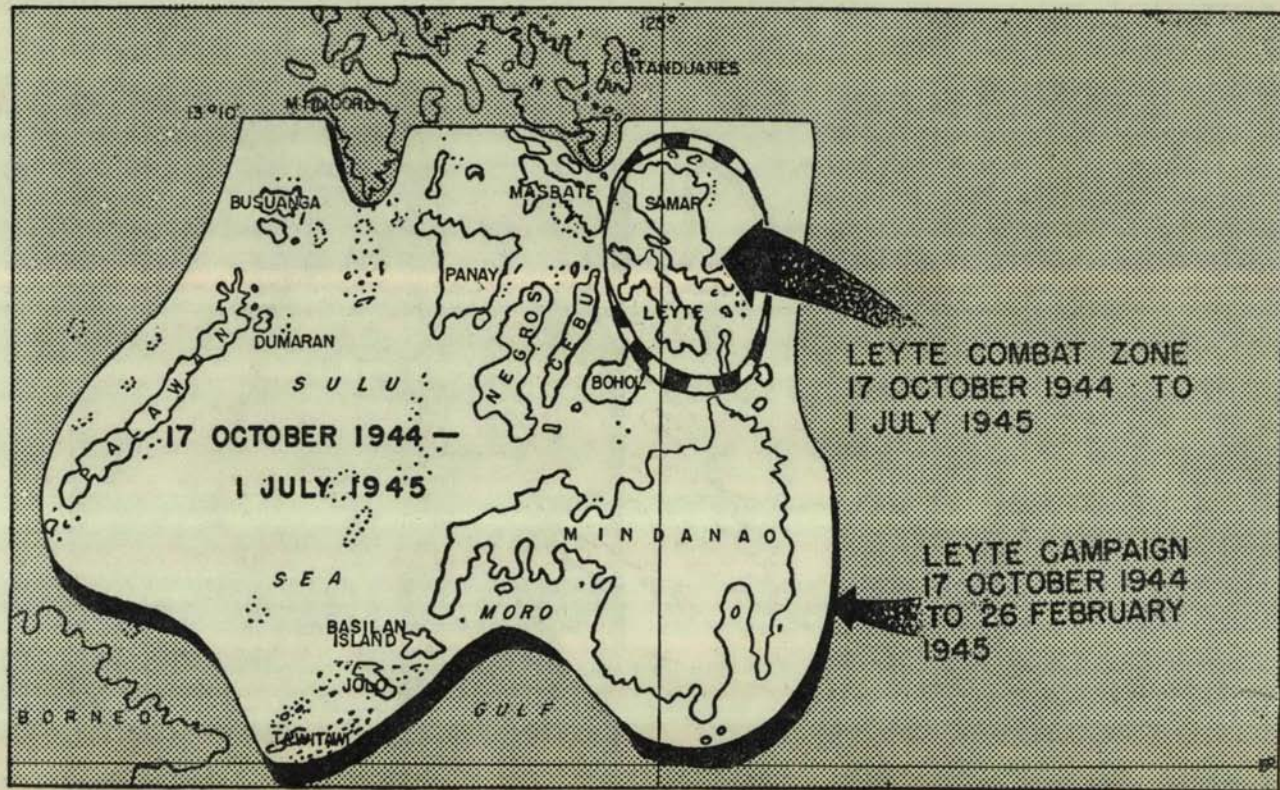 125°
L U Z O N
CATANDUANES
MINDORO
13°10'
BUSUANGA
MASBATE
SAMAR
PANAY
LEYTE
NEGROS
CEBU
BOHOL
DUMARAN
PALAWAN
SULU
17 OCTOBER 1944 —
1 JULY 1945
SEA
MINDANAO
MORO
GULF
BASILAN
ISLAND
JOLO
TAWITAWI
BORNEO
LEYTE COMBAT ZONE
17 OCTOBER 1944 TO
1 JULY 1945
LEYTE CAMPAIGN
17 OCTOBER 1944
TO 26 FEBRUARY
1945